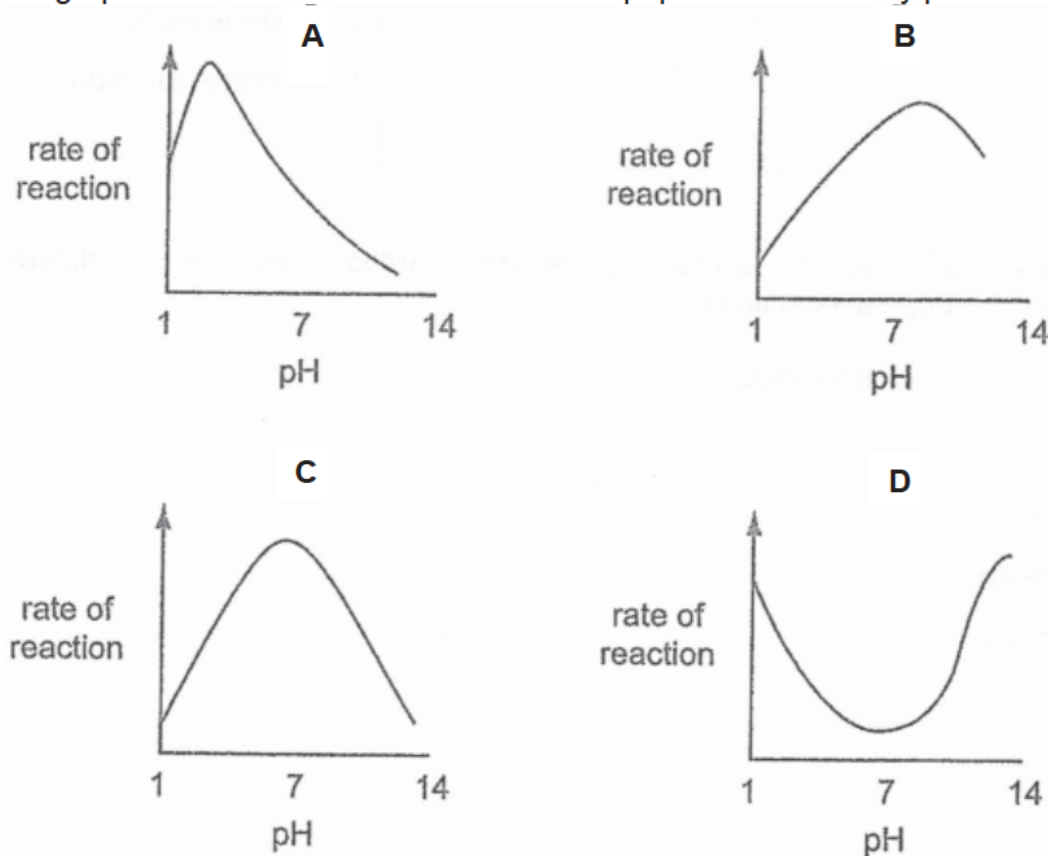 A
rate of
reaction
1 7 14
pH
B
rate of
reaction
1 7 14
pH
C
rate of
reaction
1 7 14
pH
D
rate of
reaction
1 7 14
pH